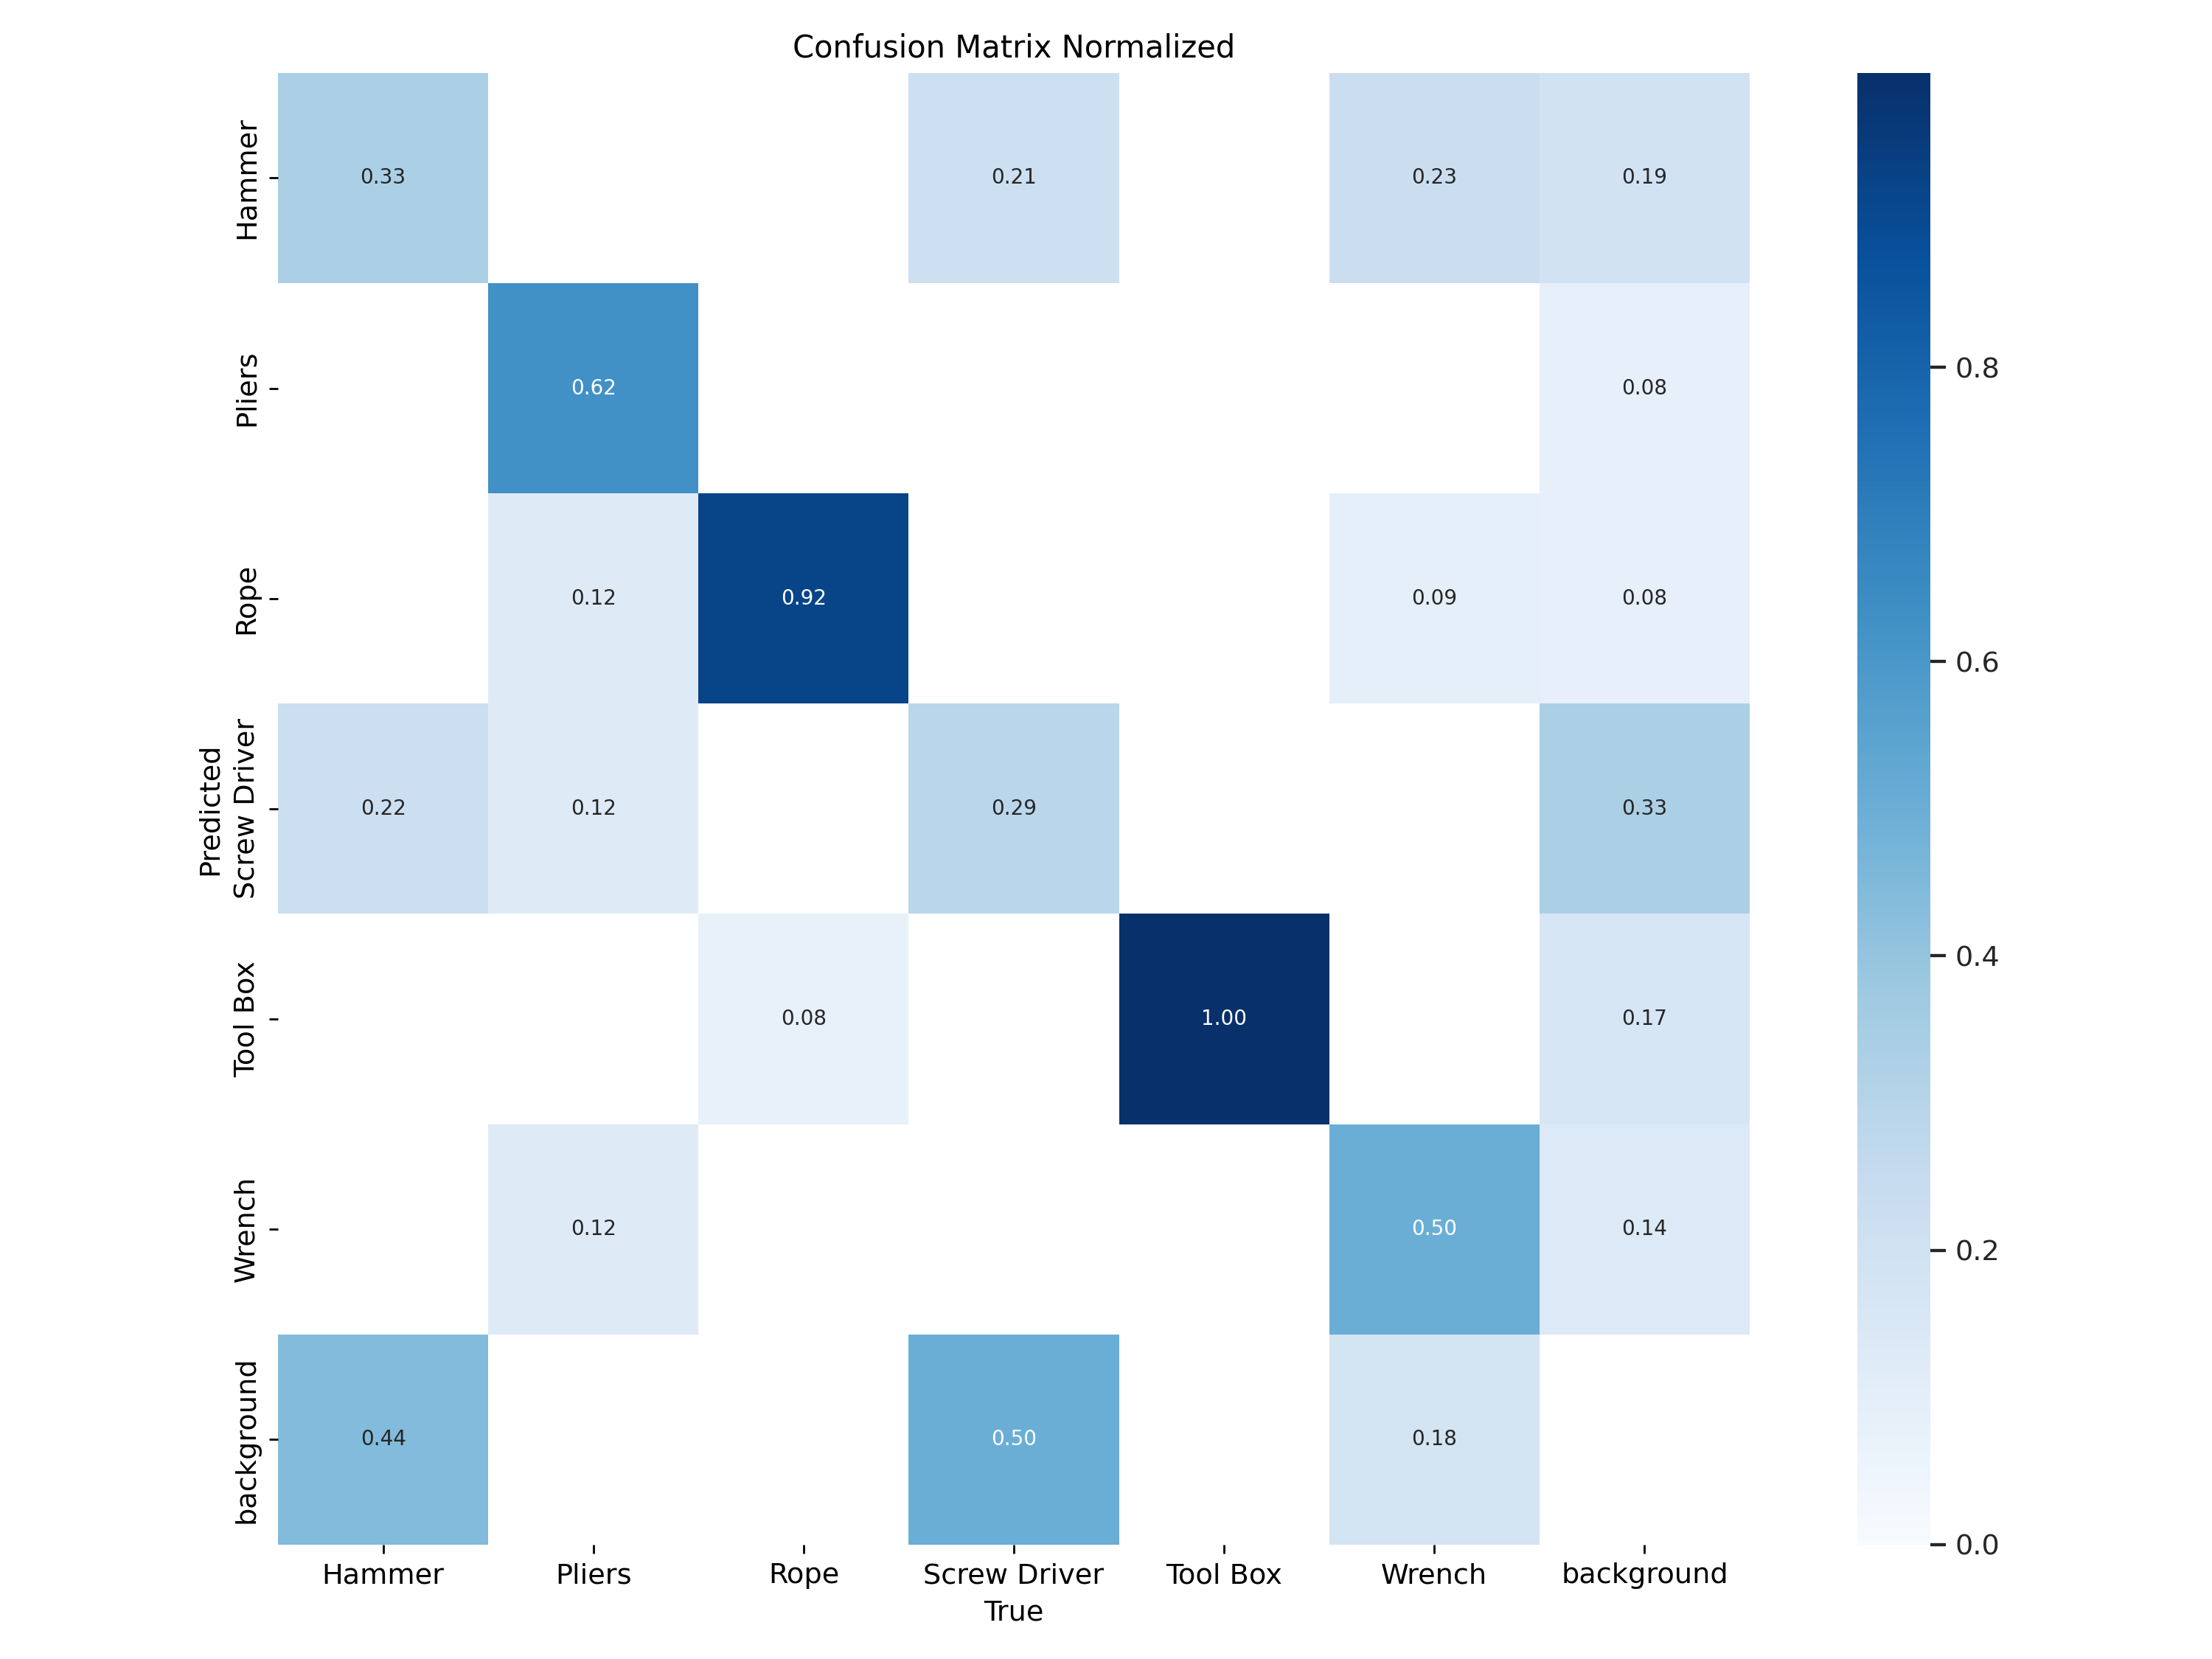 Confusion Matrix Normalized
Hammer 0.33 0.21 0.23 0.19
Pliers 0.62 0.08 0.8
Rope 0.12 0.92 0.09 0.08 0.6
Predicted
Screw Driver 0.22 0.12 0.29 0.33
Tool Box 0.08 1.00 0.17 0.4
Wrench 0.12 0.50 0.14 0.2
background 0.44 0.50 0.18 0.0
Hammer Pliers Rope Screw Driver Tool Box Wrench background
True